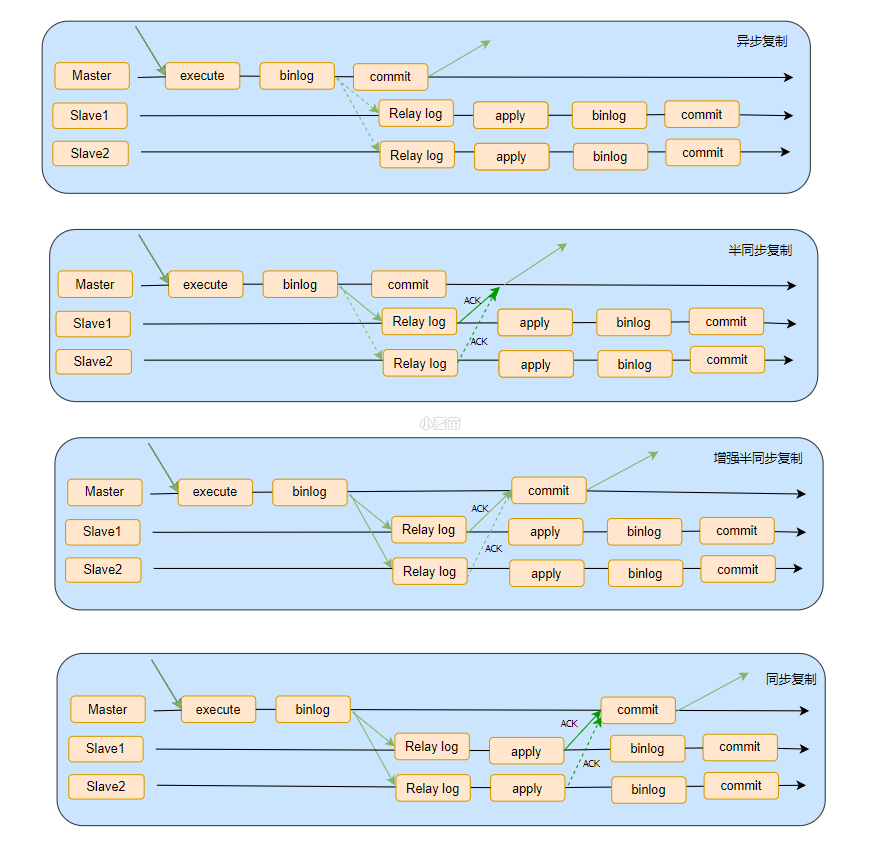 异步复制
Master execute binlog commit
Slave1 Relay log apply binlog commit
Slave2 Relay log apply binlog commit
半同步复制
Master execute binlog commit
ACK
Slave1 Relay log apply binlog commit
ACK
Slave2 Relay log apply binlog commit
增强半同步复制
Master execute binlog commit
ACK
Slave1 Relay log apply binlog commit
ACK
Slave2 Relay log apply binlog commit
同步复制
Master execute binlog commit
ACK
Slave1 Relay log apply binlog commit
ACK
Slave2 Relay log apply binlog commit